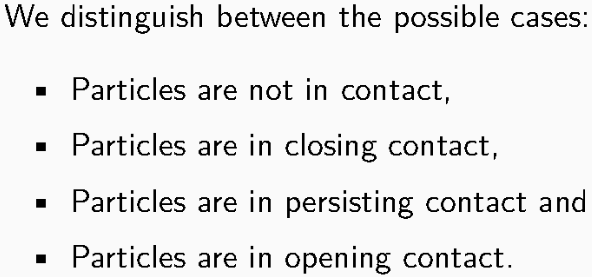 We distinguish between the possible cases:
▪ Particles are not in contact,
▪ Particles are in closing contact,
▪ Particles are in persisting contact and
▪ Particles are in opening contact.